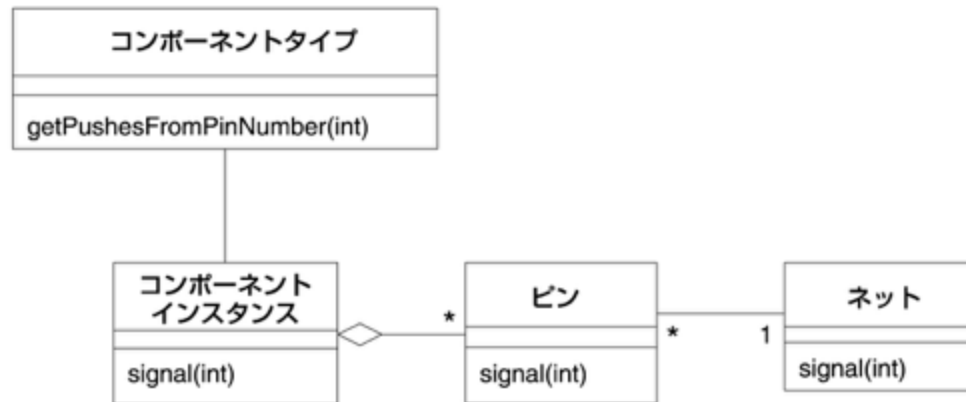 コンポーネントタイプ
getPushesFromPinNumber(int)
コンポーネント
インスタンス
signal(int)
*
ピン
signal(int)
*
1
ネット
signal(int)